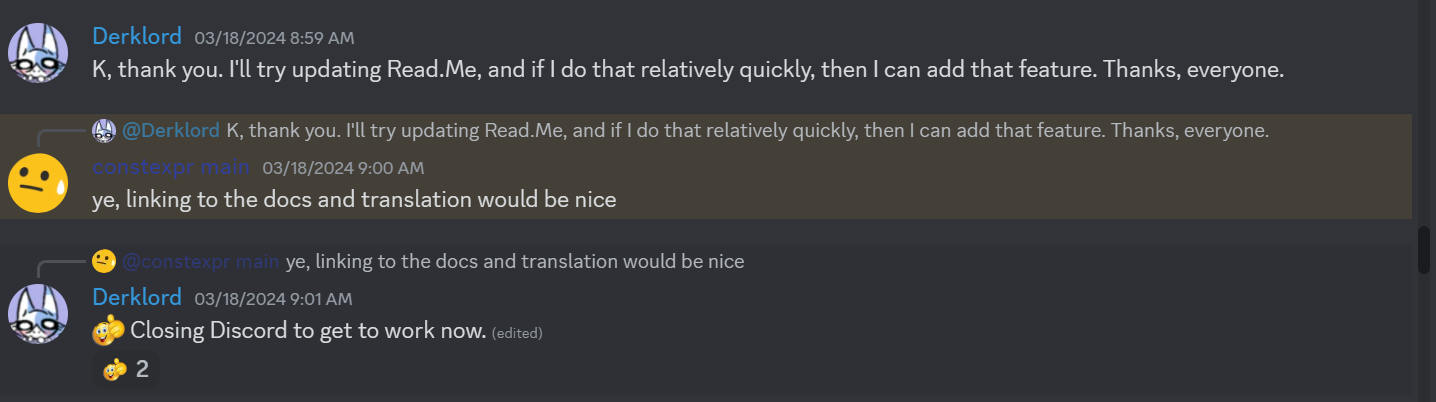 Derklord 03/18/2024 8:59 AM
K, thank you. I'll try updating Read.Me, and if I do that relatively quickly, then I can add that feature. Thanks, everyone.
@Derklord K, thank you. I'll try updating Read.Me, and if I do that relatively quickly, then I can add that feature. Thanks, everyone.
constexpr main 03/18/2024 9:00 AM
ye, linking to the docs and translation would be nice
@constexpr main ye, linking to the docs and translation would be nice
Derklord 03/18/2024 9:01 AM
👍 Closing Discord to get to work now. (edited)
👍 2